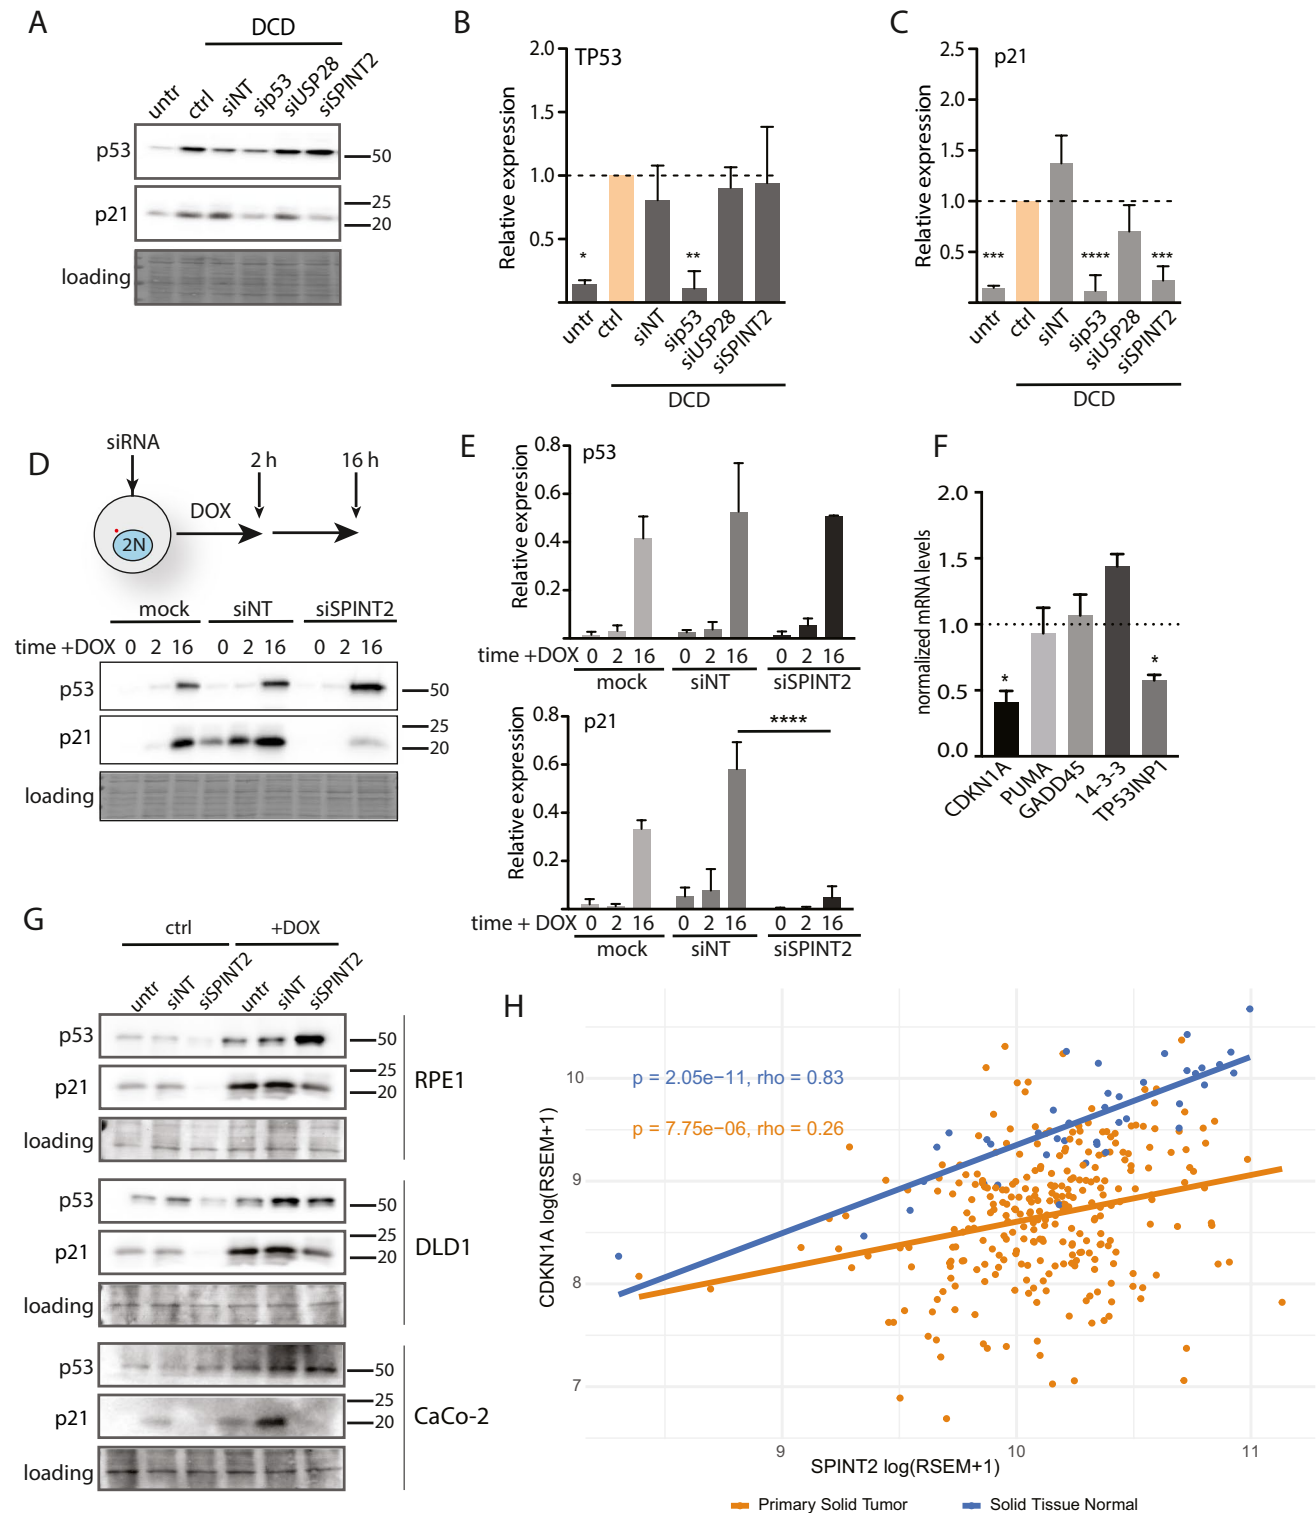 A
DCD
untr ctrl siNT sip53 siUSP28 siSPINT2
p53
50
p21
25
20
loading
B
TP53
Relative expression
2.0
1.5
1.0
0.5
* **
untr ctrl siNT sip53 siUSP28 siSPINT2
DCD
C
p21
Relative expression
2.5
2.0
1.5
1.0
0.5
*** **** ***
untr ctrl siNT sip53 siUSP28 siSPINT2
DCD
D
siRNA
2N
DOX
2 h
16 h
mock siNT siSPINT2
time +DOX 0 2 16 0 2 16 0 2 16
p53
50
p21
25
20
loading
E
p53
Relative expression
0.8
0.6
0.4
0.2
time +DOX 0 2 16 0 2 16 0 2 16
mock siNT siSPINT2
p21
Relative expression
0.8
0.6
0.4
0.2
****
time + DOX 0 2 16 0 2 16 0 2 16
mock siNT siSPINT2
F
normalized mRNA levels
2.0
1.5
1.0
0.5
0.0
* *
CDKN1A PUMA GADD45 14-3-3 TP53INP1
G
ctrl +DOX
untr siNT siSPINT2 untr siNT siSPINT2
p53
50
p21
25
20
loading
RPE1
p53
50
p21
25
20
loading
DLD1
p53
50
p21
25
20
loading
CaCo-2
H
p = 2.05e−11, rho = 0.83
p = 7.75e−06, rho = 0.26
CDKN1A log(RSEM+1)
10
9
8
7
9 10 11
SPINT2 log(RSEM+1)
Primary Solid Tumor Solid Tissue Normal